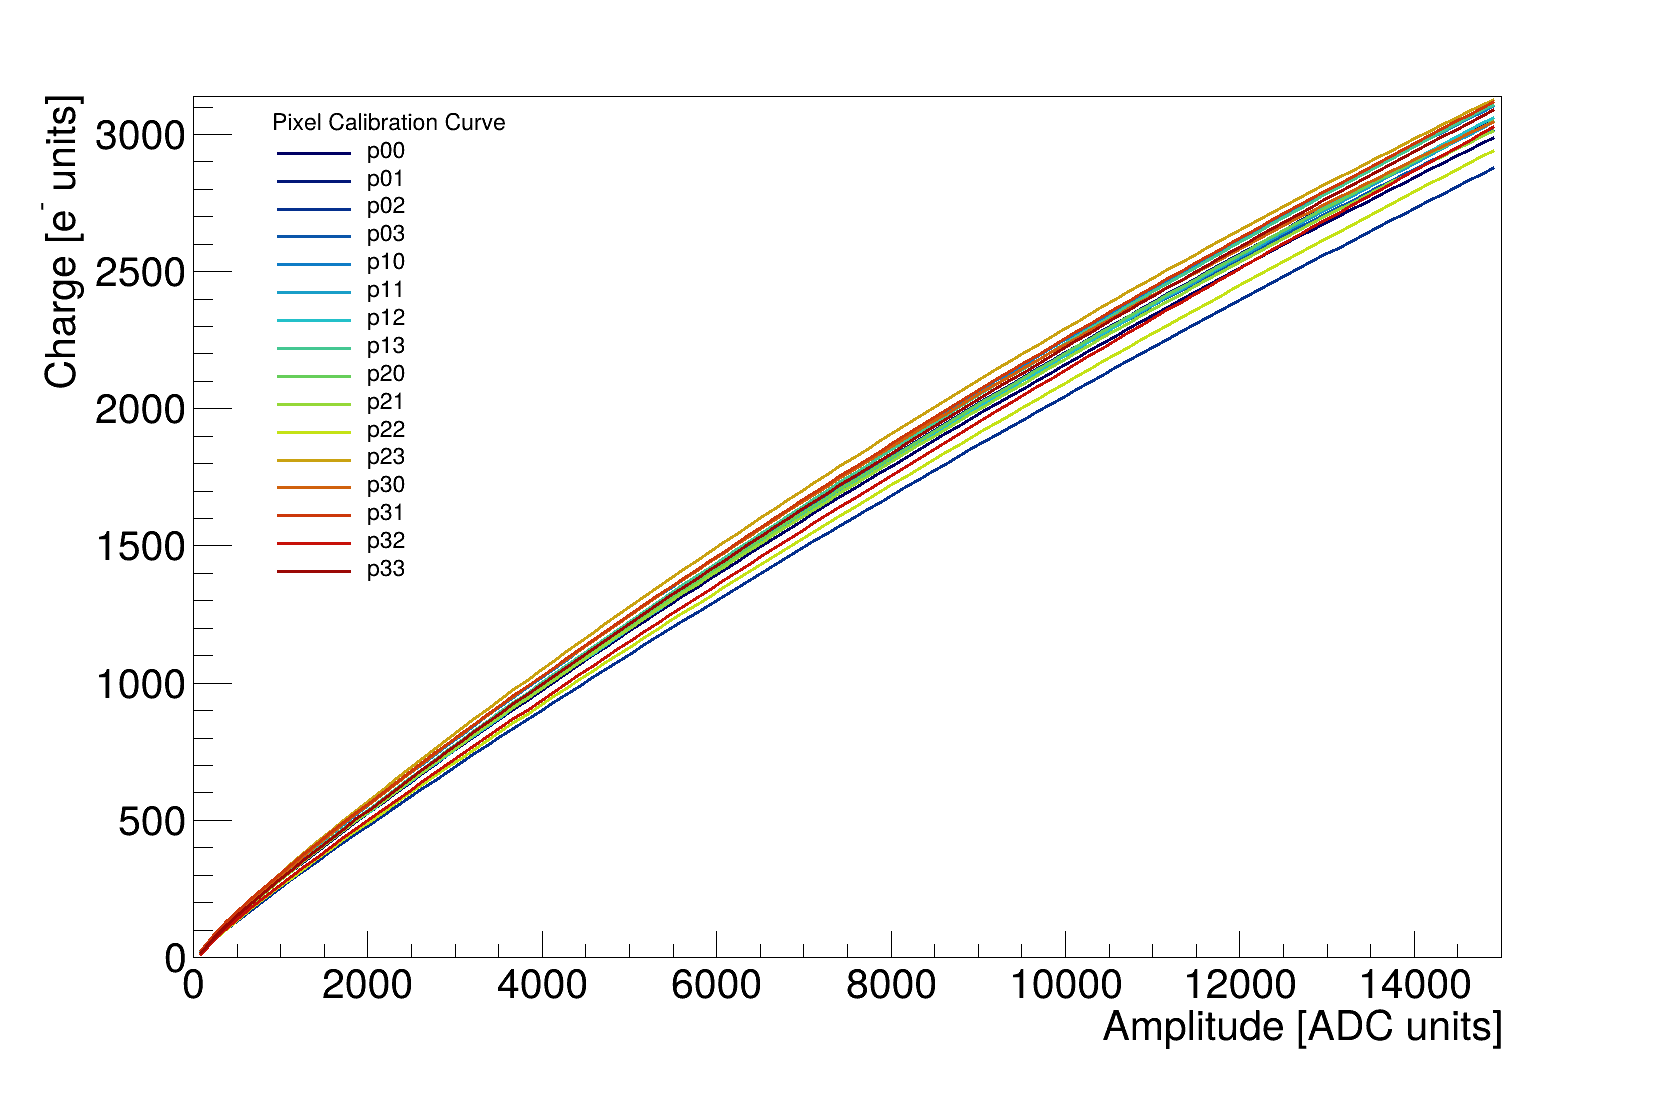 Charge [e- units]
3000
2500
2000
1500
1000
500
0
Pixel Calibration Curve
p00
p01
p02
p03
p10
p11
p12
p13
p20
p21
p22
p23
p30
p31
p32
p33
0 2000 4000 6000 8000 10000 12000 14000
Amplitude [ADC units]